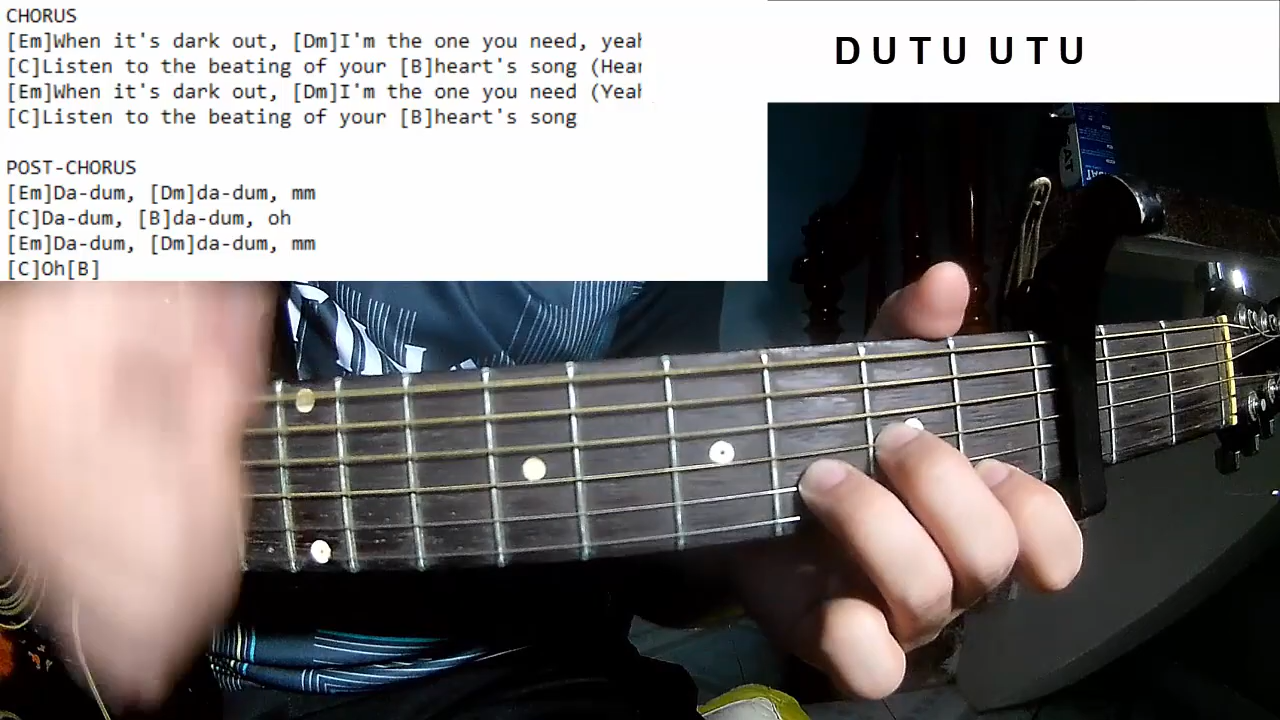 CHORUS
[Em]When it's dark out, [Dm]I'm the one you need, yeah
[C]Listen to the beating of your [B]heart's song
[Em]When it's dark out, [Dm]I'm the one you need
[C]Listen to the beating of your [B]heart's song
POST-CHORUS
[Em]Da-dum, [Dm]da-dum, mm
[C]Da-dum, [B]da-dum, oh
[Em]Da-dum, [Dm]da-dum, mm
[C]Oh[B]
D U T U U T U